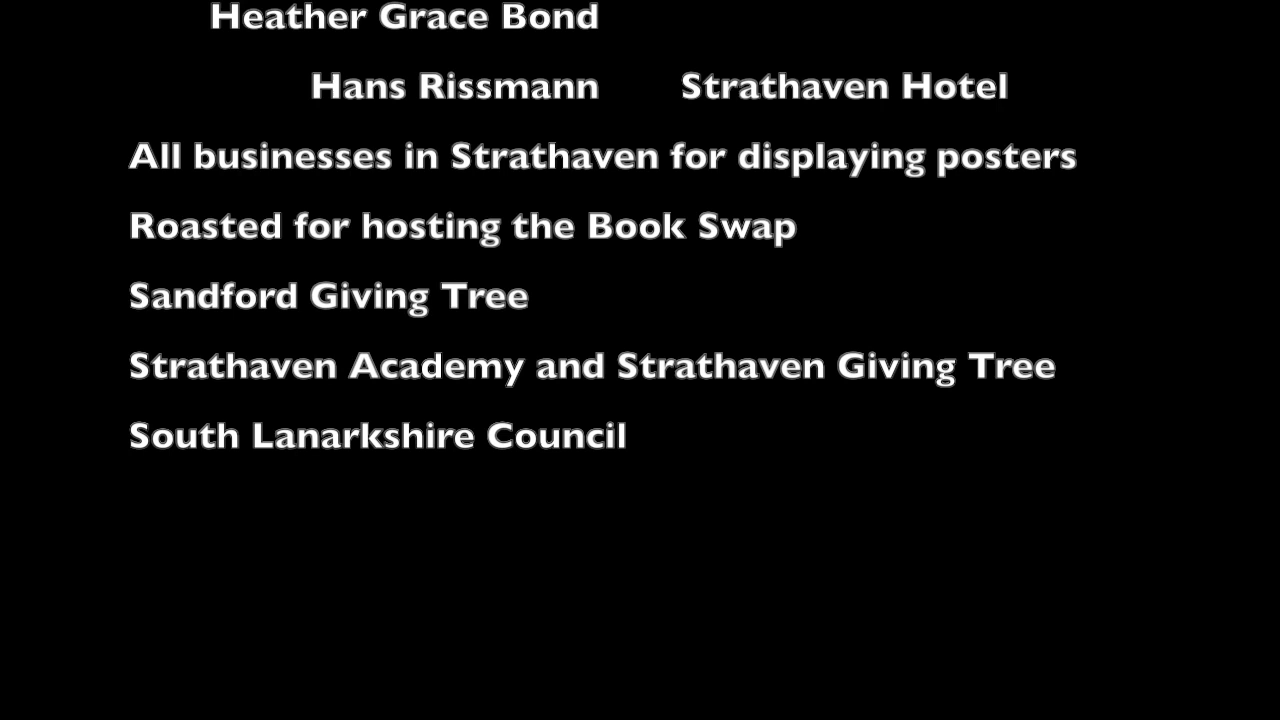 Heather Grace Bond
Hans Rissmann Strathaven Hotel
All businesses in Strathaven for displaying posters
Roasted for hosting the Book Swap
Sandford Giving Tree
Strathaven Academy and Strathaven Giving Tree
South Lanarkshire Council